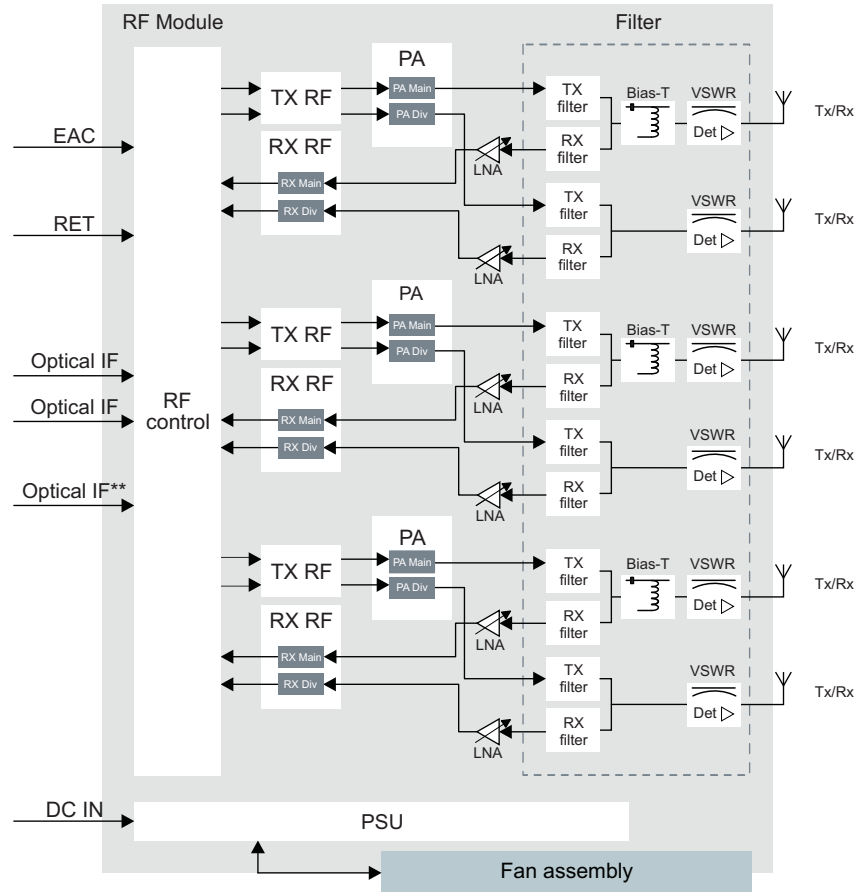 RF Module
Filter
EAC
RET
Optical IF
Optical IF
Optical IF**
DC IN
RF
control
TX RF
PA
PA Main
PA Div
RX RF
RX Main
RX Div
LNA
LNA
TX
filter
RX
filter
Bias-T
VSWR
Det
Tx/Rx
TX
filter
RX
filter
VSWR
Det
Tx/Rx
TX RF
PA
PA Main
PA Div
RX RF
RX Main
RX Div
LNA
LNA
TX
filter
RX
filter
Bias-T
VSWR
Det
Tx/Rx
TX
filter
RX
filter
VSWR
Det
Tx/Rx
TX RF
PA
PA Main
PA Div
RX RF
RX Main
RX Div
LNA
LNA
TX
filter
RX
filter
Bias-T
VSWR
Det
Tx/Rx
TX
filter
RX
filter
VSWR
Det
Tx/Rx
PSU
Fan assembly